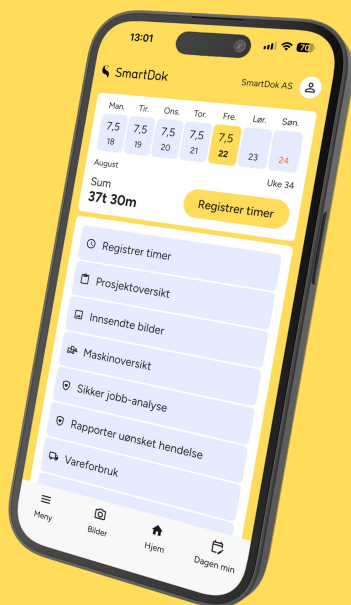 13:01
70
SmartDok
SmartDok AS
Man. Tir. Ons. Tor. Fre. Lør. Søn.
7,5 7,5 7,5 7,5 7,5
18 19 20 21 22 23 24
August
Uke 34
Sum
37t 30m
Registrer timer
Registrer timer
Prosjektoversikt
Innsendte bilder
Maskinoversikt
Sikker jobb-analyse
Rapporter uønsket hendelse
Vareforbruk
Meny Bilder Hjem Dagen min